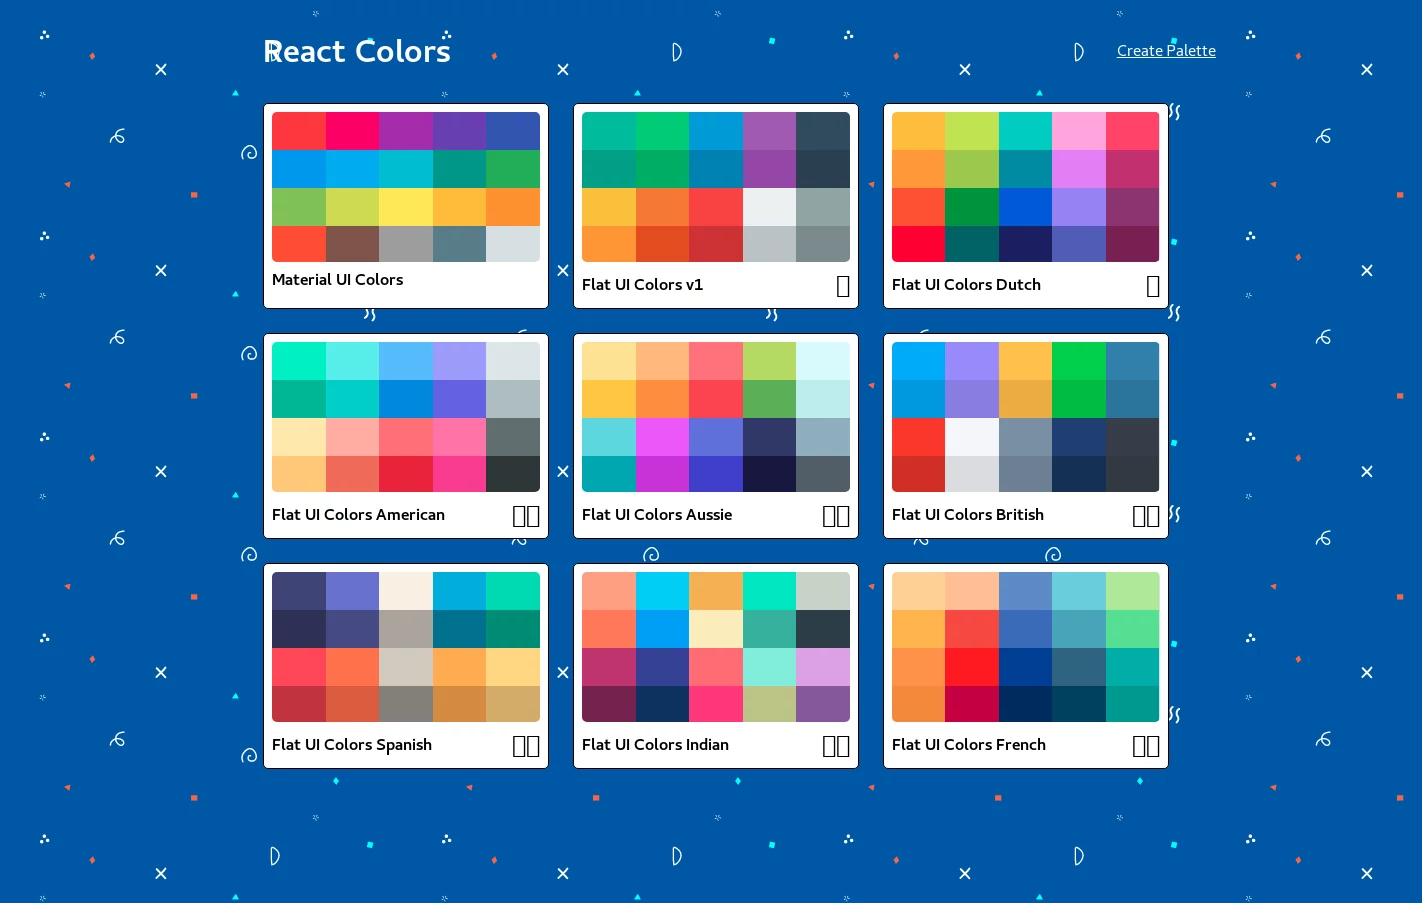 React Colors
Create Palette
Material UI Colors
Flat UI Colors v1
Flat UI Colors Dutch
Flat UI Colors American
Flat UI Colors Aussie
Flat UI Colors British
Flat UI Colors Spanish
Flat UI Colors Indian
Flat UI Colors French